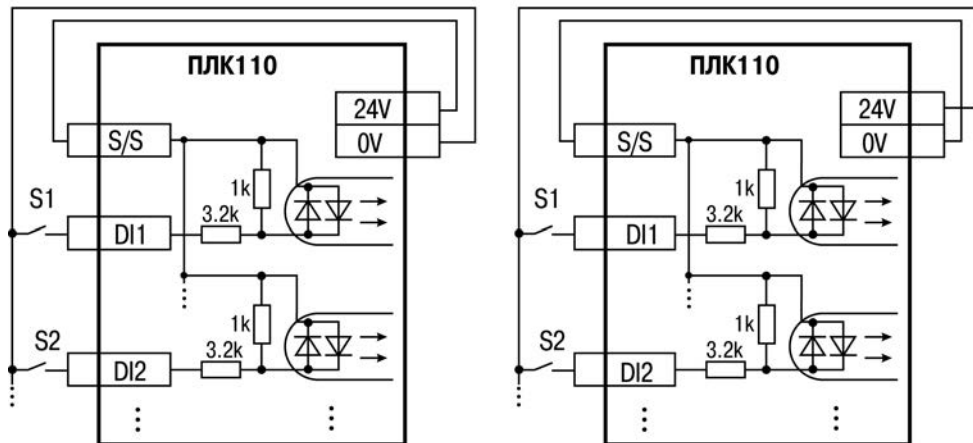 ПЛК110
24V
0V
S/S
1k
S1
3.2k
DI1
1k
S2
3.2k
DI2
ПЛК110
24V
0V
S/S
1k
S1
3.2k
DI1
1k
S2
3.2k
DI2